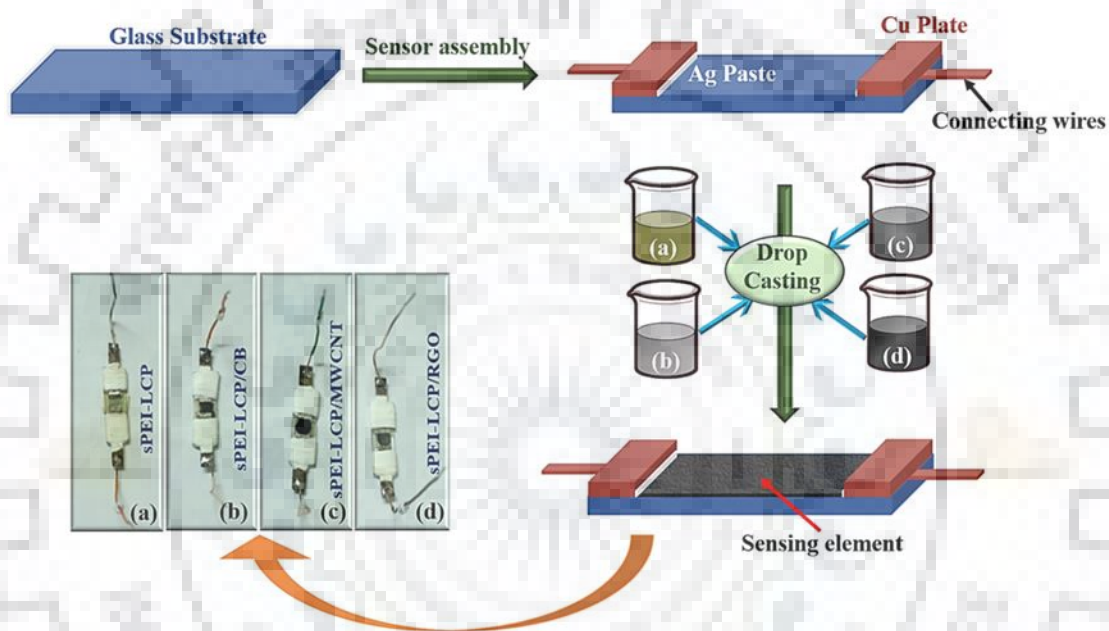 Glass Substrate
Sensor assembly
Cu Plate
Ag Paste
Connecting wires
(a)
(c)
Drop
Casting
(b)
(d)
sPEI-LCP
sPEI-LCP/CB
sPEI-LCP/MWCNT
sPEI-LCP/RGO
(a)
(b)
(c)
(d)
Sensing element